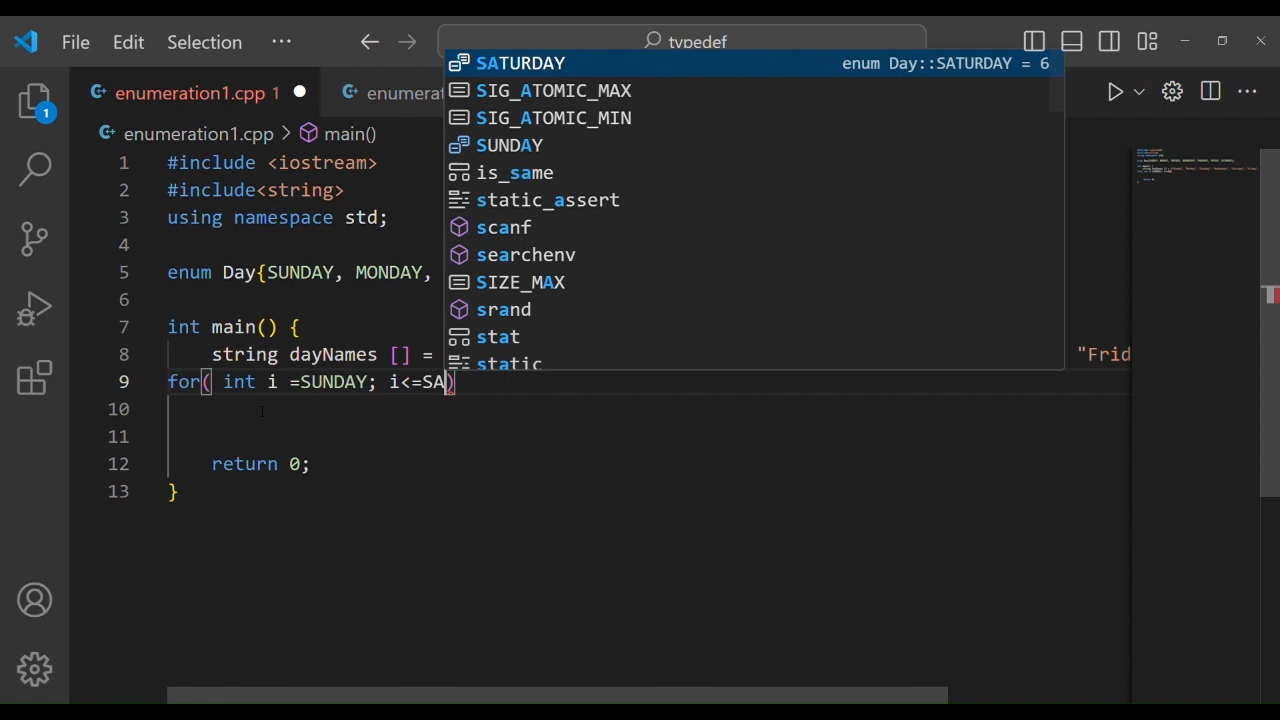 File Edit Selection ··· typedef
enumeration1.cpp 1 enumerat
enumeration1.cpp > main()
SATURDAY enum Day::SATURDAY = 6
SIG_ATOMIC_MAX
SIG_ATOMIC_MIN
SUNDAY
is_same
static_assert
scanf
searchenv
SIZE_MAX
srand
stat
static
1 #include <iostream>
2 #include<string>
3 using namespace std;
4
5 enum Day{SUNDAY, MONDAY,
6
7 int main() {
8 string dayNames [] = "Frid
9 for( int i =SUNDAY; i<=SA)
10
11
12 return 0;
13 }
1